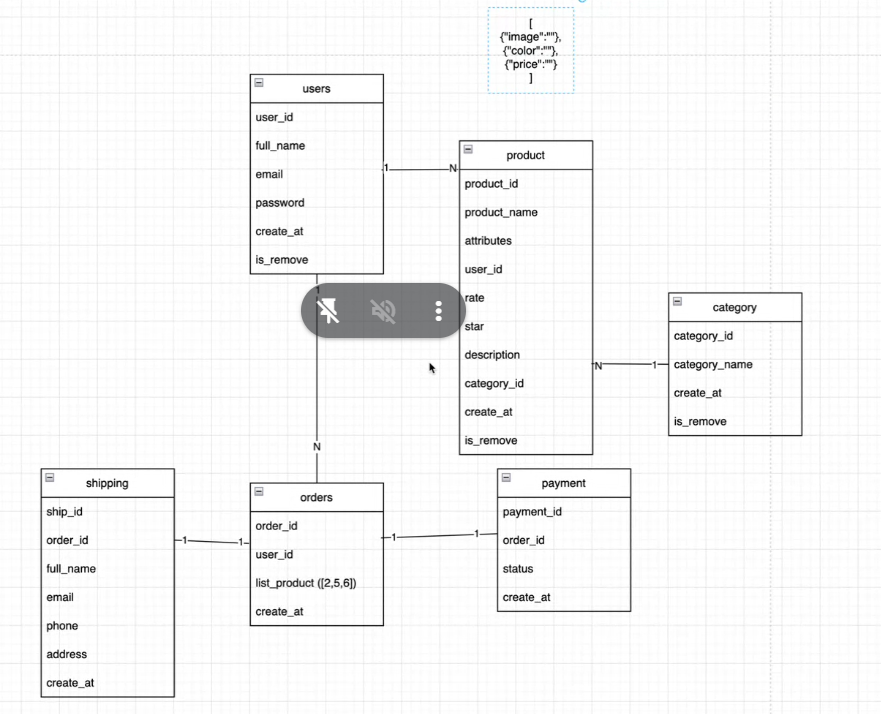 [
{"image":""},
{"color":""},
{"price":""}
]
users
user_id
full_name
email
password
create_at
is_remove
1
N
product
product_id
product_name
attributes
user_id
rate
star
description
category_id
create_at
is_remove
1
N
N
1
category
category_id
category_name
create_at
is_remove
shipping
ship_id
order_id
full_name
email
phone
address
create_at
1
1
orders
order_id
user_id
list_product ([2,5,6])
create_at
1
1
payment
payment_id
order_id
status
create_at